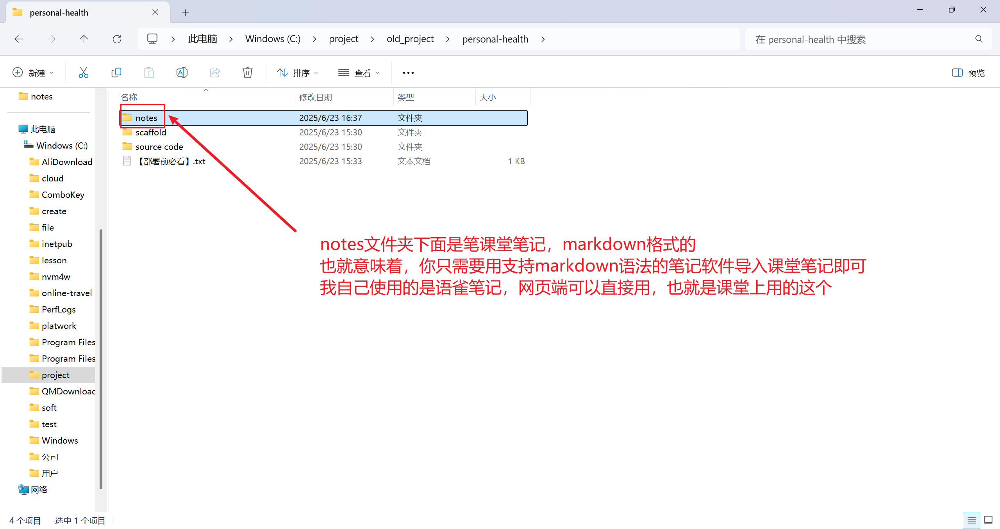 personal-health
此电脑 Windows (C:) project old_project personal-health
在 personal-health 中搜索
新建 排序 查看 预览
notes
此电脑
Windows (C:)
AliDownload
cloud
ComboKey
create
file
inetpub
lesson
nvm4w
online-travel
PerfLogs
platwork
Program Files
Program Files
project
QMDownload
soft
test
Windows
公司
用户
网络
名称 修改日期 类型 大小
notes 2025/6/23 16:37 文件夹
scaffold 2025/6/23 15:30 文件夹
source code 2025/6/23 15:30 文件夹
【部署前必看】.txt 2025/6/23 15:33 文本文档 1 KB
notes文件夹下面是笔课堂笔记，markdown格式的
也就意味着，你只需要用支持markdown语法的笔记软件导入课堂笔记即可
我自己使用的是语雀笔记，网页端可以直接用，也就是课堂上用的这个
4 个项目 选中 1 个项目